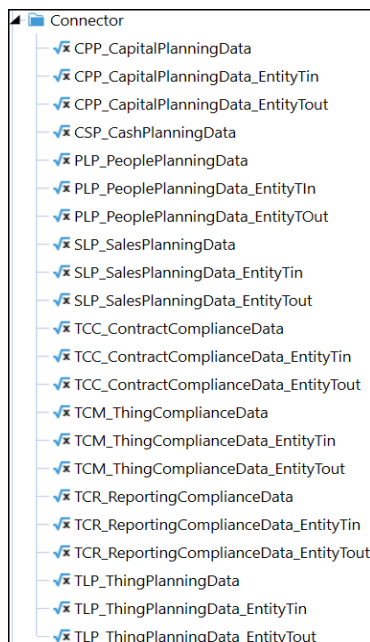 Connector
CPP_CapitalPlanningData
CPP_CapitalPlanningData_EntityTin
CPP_CapitalPlanningData_EntityTout
CSP_CashPlanningData
PLP_PeoplePlanningData
PLP_PeoplePlanningData_EntityTIn
PLP_PeoplePlanningData_EntityTOut
SLP_SalesPlanningData
SLP_SalesPlanningData_EntityTin
SLP_SalesPlanningData_EntityTout
TCC_ContractComplianceData
TCC_ContractComplianceData_EntityTin
TCC_ContractComplianceData_EntityTout
TCM_ThingComplianceData
TCM_ThingComplianceData_EntityTin
TCM_ThingComplianceData_EntityTout
TCR_ReportingComplianceData
TCR_ReportingComplianceData_EntityTin
TCR_ReportingComplianceData_EntityTout
TLP_ThingPlanningData
TLP_ThingPlanningData_EntityTin
TLP_ThingPlanningData_EntityTout